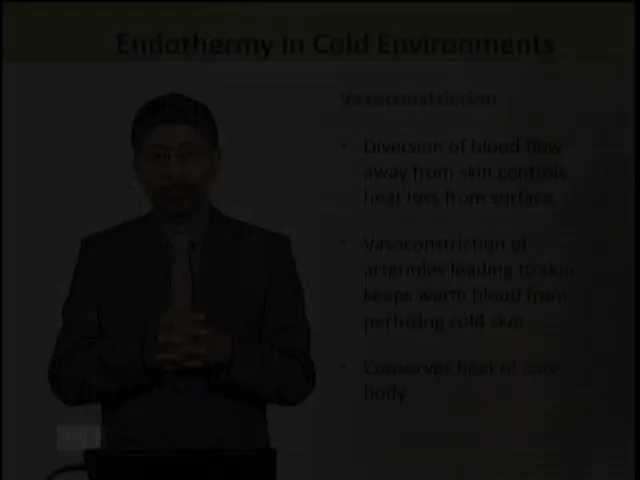 Endothermy in Cold Environments
Vasoconstriction
• Diversion of blood flow
away from skin controls
heat loss from surface
• Vasoconstriction of
arterioles leading to skin
keeps warm blood from
perfusing cold skin
• Conserves heat of core
body